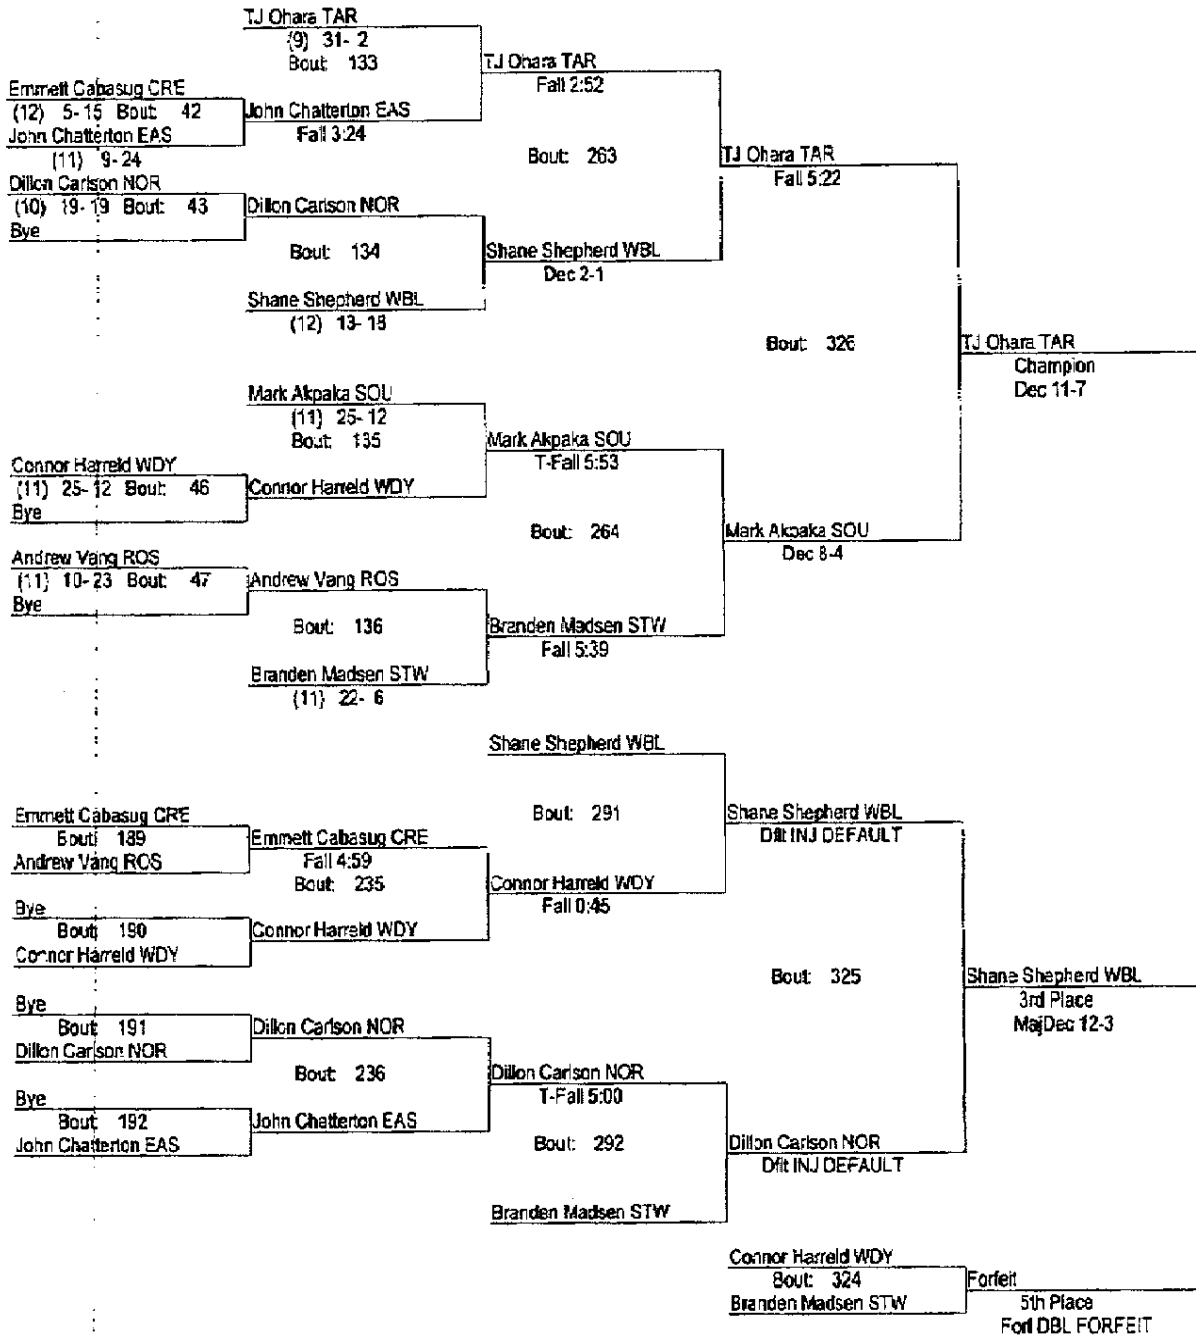 TJ Ohara TAR
(9) 31- 2
Bout: 133
TJ Ohara TAR
Fall 2:52
Emmett Cabasug CRE
(12) 5-15 Bout: 42
John Chatterton EAS
(11) 9-24
John Chatterton EAS
Fall 3:24
Bout: 263
TJ Ohara TAR
Fall 5:22
Dillon Carlson NOR
(10) 19-19 Bout: 43
Bye
Dillon Carlson NOR
Bout: 134
Shane Shepherd WBL
Dec 2-1
Shane Shepherd WBL
(12) 13-18
Bout: 326
TJ Ohara TAR
Champion
Dec 11-7
Mark Akpaka SOU
(11) 25-12
Bout: 135
Mark Akpaka SOU
T-Fall 5:53
Connor Harreld WDY
(11) 25-12 Bout: 46
Bye
Connor Harreld WDY
Bout: 264
Mark Akpaka SOU
Dec 8-4
Andrew Vang ROS
(11) 10-23 Bout: 47
Bye
Andrew Vang ROS
Bout: 136
Branden Madsen STW
Fall 5:39
Branden Madsen STW
(11) 22- 6
Shane Shepherd WBL
Bout: 291
Shane Shepherd WBL
Dflt INJ DEFAULT
Emmett Cabasug CRE
Bout: 189
Andrew Vang ROS
Emmett Cabasug CRE
Fall 4:59
Bout: 235
Connor Harreld WDY
Fall 0:45
Bye
Bout: 190
Connor Harreld WDY
Connor Harreld WDY
Bout: 325
Shane Shepherd WBL
3rd Place
MajDec 12-3
Bye
Bout: 191
Dillon Carlson NOR
Dillon Carlson NOR
Bout: 236
Dillon Carlson NOR
T-Fall 5:00
Bye
Bout: 192
John Chatterton EAS
John Chatterton EAS
Bout: 292
Dillon Carlson NOR
Dflt INJ DEFAULT
Branden Madsen STW
Connor Harreld WDY
Bout: 324
Branden Madsen STW
Forfeit
5th Place
Forf DBL FORFEIT